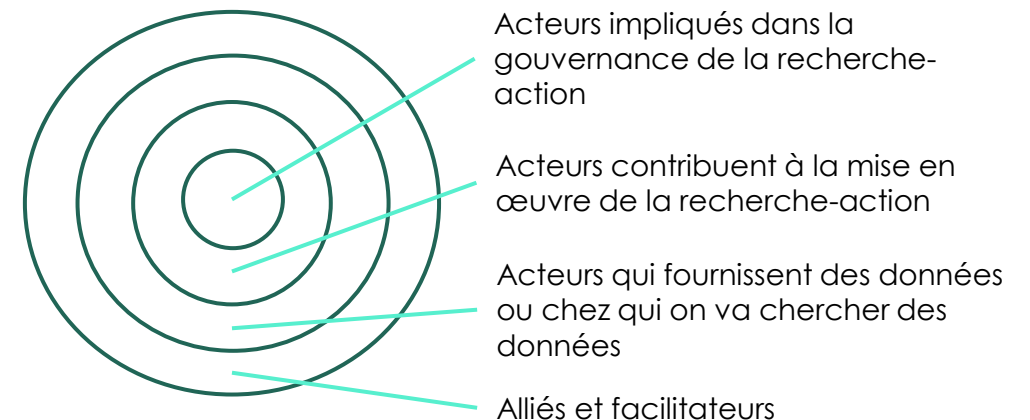 Acteurs impliqués dans la
gouvernance de la recherche-
action
Acteurs contribuent à la mise en
œuvre de la recherche-action
Acteurs qui fournissent des données
ou chez qui on va chercher des
données
Alliés et facilitateurs